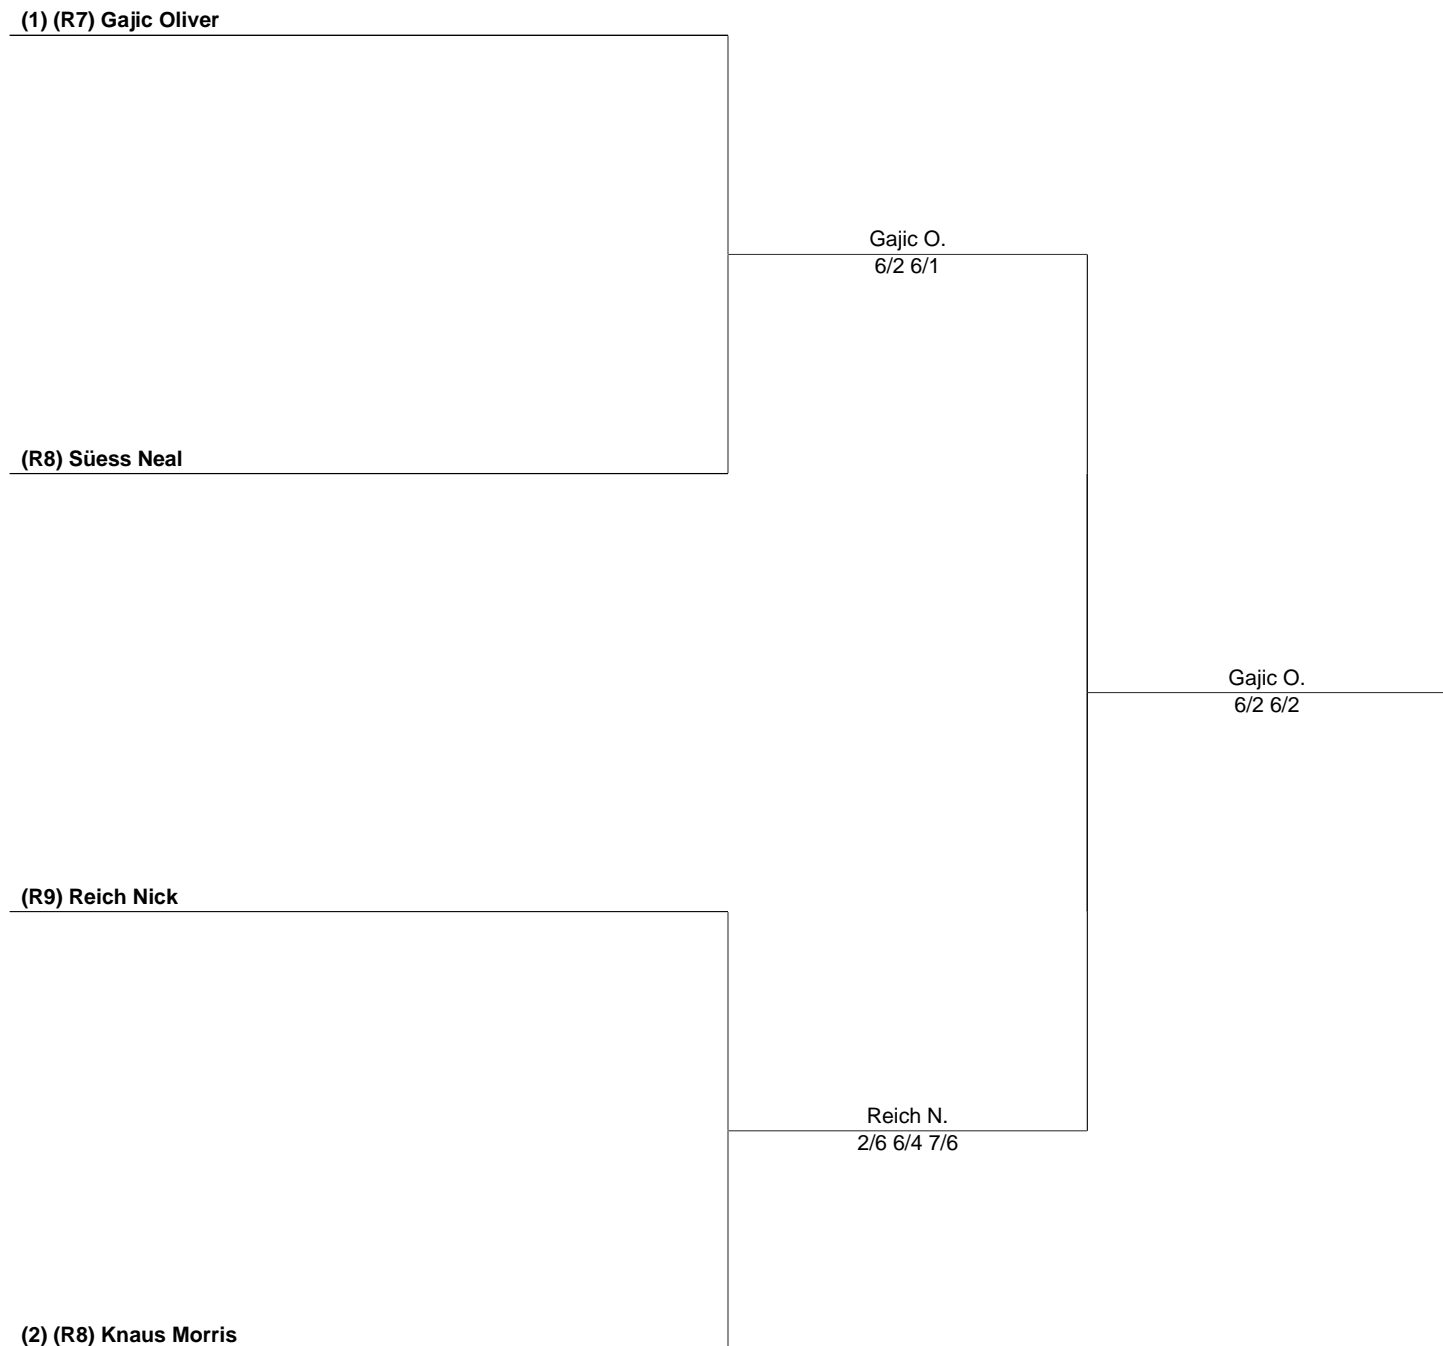 (1) (R7) Gajic Oliver
Gajic O.
6/2 6/1
(R8) Süess Neal
Gajic O.
6/2 6/2
(R9) Reich Nick
Reich N.
2/6 6/4 7/6
(2) (R8) Knaus Morris